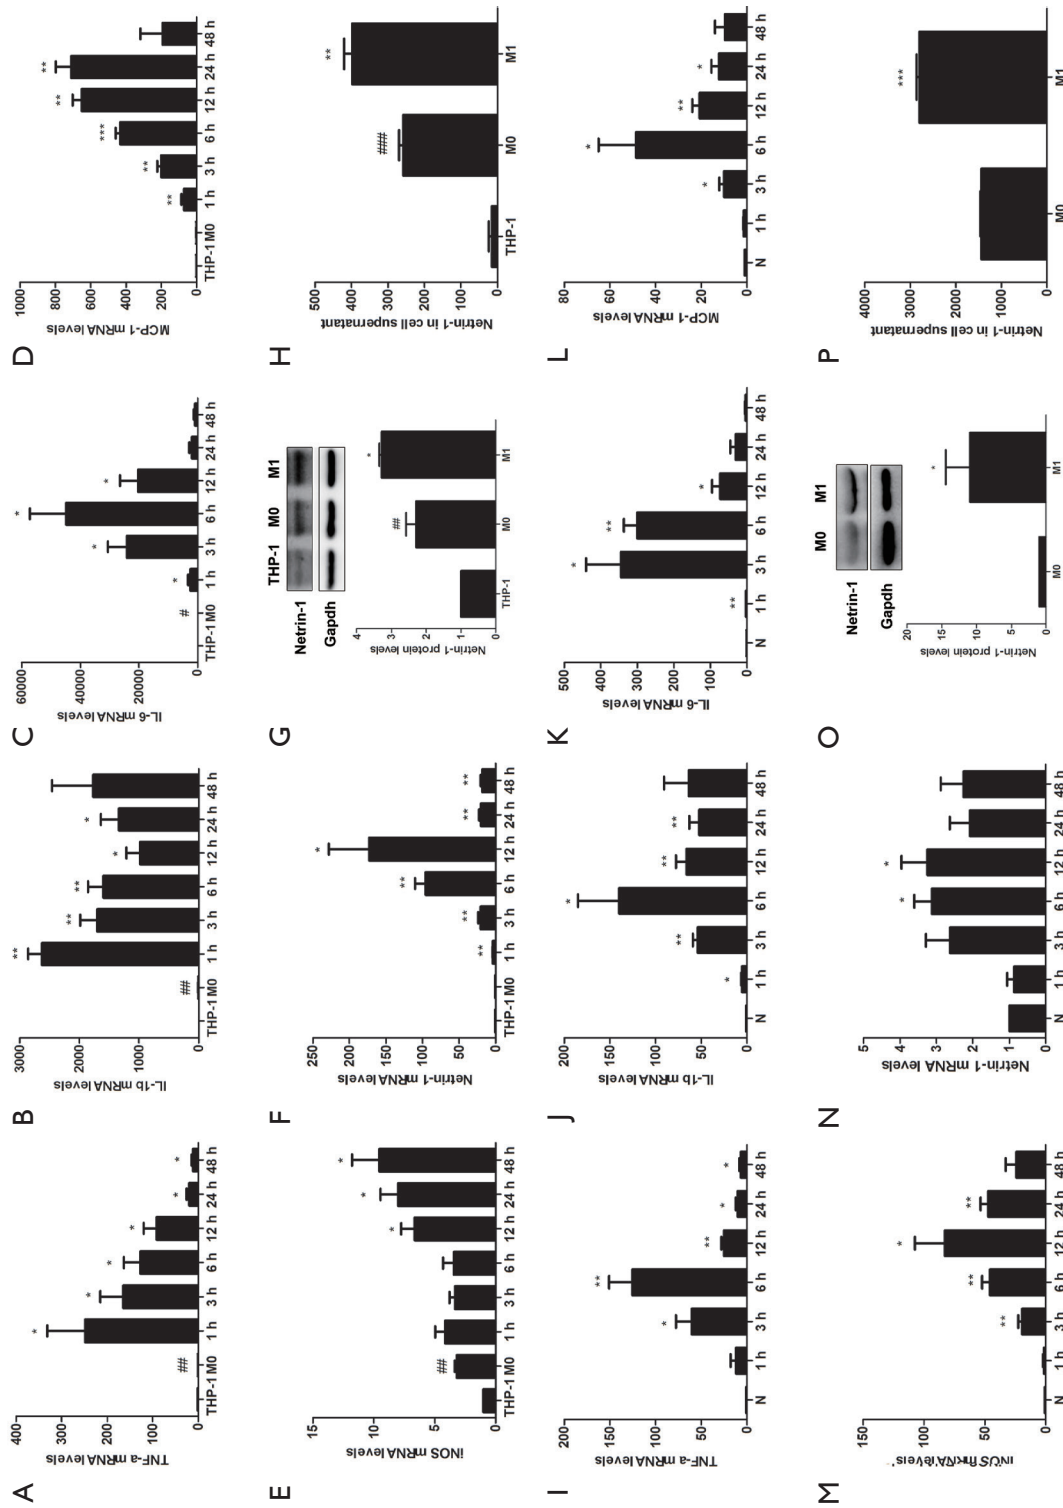 A
TNF-a mRNA levels
400
300
200
100
0
THP-1 M0 1 h 3 h 6 h 12 h 24 h 48 h
## * * * * * *
B
IL-1b mRNA levels
3000
2000
1000
0
THP-1 M0 1 h 3 h 6 h 12 h 24 h 48 h
## ** ** ** * *
C
IL-6 mRNA levels
60000
40000
20000
0
THP-1 M0 1 h 3 h 6 h 12 h 24 h 48 h
# * * * *
D
MCP-1 mRNA levels
1000
800
600
400
200
0
THP-1 M0 1 h 3 h 6 h 12 h 24 h 48 h
** ** *** ** **
E
iNOS mRNA levels
15
10
5
0
THP-1 M0 1 h 3 h 6 h 12 h 24 h 48 h
## * * *
F
Netrin-1 mRNA levels
250
200
150
100
50
0
THP-1 M0 1 h 3 h 6 h 12 h 24 h 48 h
** ** ** * ** **
G
THP-1 M0 M1
Netrin-1
Gapdh
Netrin-1 protein levels
4
3
2
1
0
THP-1 M0 M1
## *
H
Netrin-1 in cell supernatant
500
400
300
200
100
0
THP-1 M0 M1
### **
I
TNF-a mRNA levels
200
150
100
50
0
N 1 h 3 h 6 h 12 h 24 h 48 h
* ** ** * *
J
IL-1b mRNA levels
200
150
100
50
0
N 1 h 3 h 6 h 12 h 24 h 48 h
* ** * ** **
K
IL-6 mRNA levels
500
400
300
200
100
0
N 1 h 3 h 6 h 12 h 24 h 48 h
** * ** *
L
MCP-1 mRNA levels
80
60
40
20
0
N 1 h 3 h 6 h 12 h 24 h 48 h
* * ** *
M
iNOS mRNA levels
150
100
50
0
N 1 h 3 h 6 h 12 h 24 h 48 h
** ** * **
N
Netrin-1 mRNA levels
5
4
3
2
1
0
N 1 h 3 h 6 h 12 h 24 h 48 h
* *
O
M0 M1
Netrin-1
Gapdh
Netrin-1 protein levels
20
15
10
5
0
M0 M1
*
P
Netrin-1 in cell supernatant
4000
3000
2000
1000
0
M0 M1
***